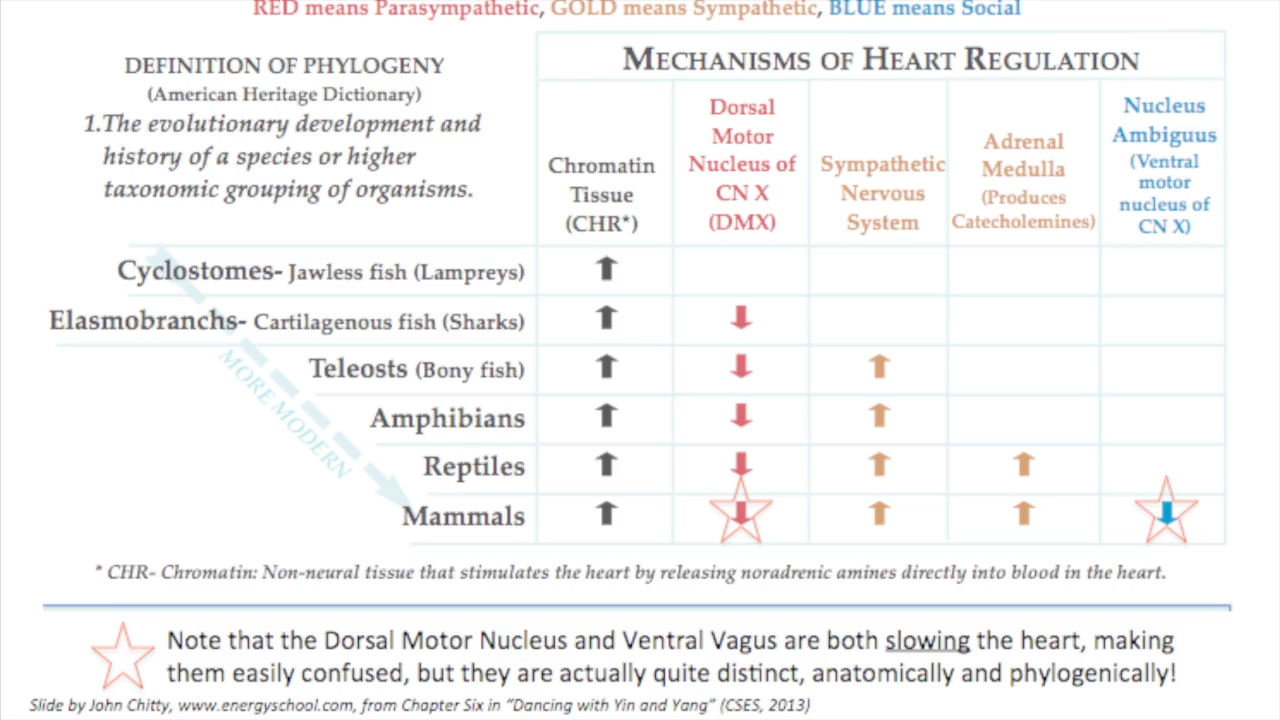 RED means Parasympathetic, GOLD means Sympathetic, BLUE means Social
DEFINITION OF PHYLOGENY
(American Heritage Dictionary)
1.The evolutionary development and
history of a species or higher
taxonomic grouping of organisms.
MECHANISMS OF HEART REGULATION
Chromatin
Tissue
(CHR*)
Dorsal
Motor
Nucleus of
CN X
(DMX)
Sympathetic
Nervous
System
Adrenal
Medulla
(Produces
Catecholemines)
Nucleus
Ambiguus
(Ventral
motor
nucleus of
CN X)
Cyclostomes- Jawless fish (Lampreys)
Elasmobranchs- Cartilagenous fish (Sharks)
Teleosts (Bony fish)
Amphibians
Reptiles
Mammals
MORE MODERN
* CHR- Chromatin: Non-neural tissue that stimulates the heart by releasing noradrenic amines directly into blood in the heart.
Note that the Dorsal Motor Nucleus and Ventral Vagus are both slowing the heart, making
them easily confused, but they are actually quite distinct, anatomically and phylogenically!
Slide by John Chitty, www.energyschool.com, from Chapter Six in "Dancing with Yin and Yang" (CSES, 2013)